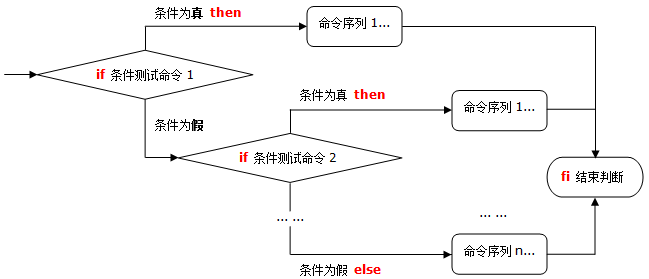 条件为真 then
命令序列 1...
if 条件测试命令 1
条件为真 then
命令序列 1...
条件为假
if 条件测试命令 2
fi 结束判断
... ...
... ...
命令序列 n...
条件为假 else